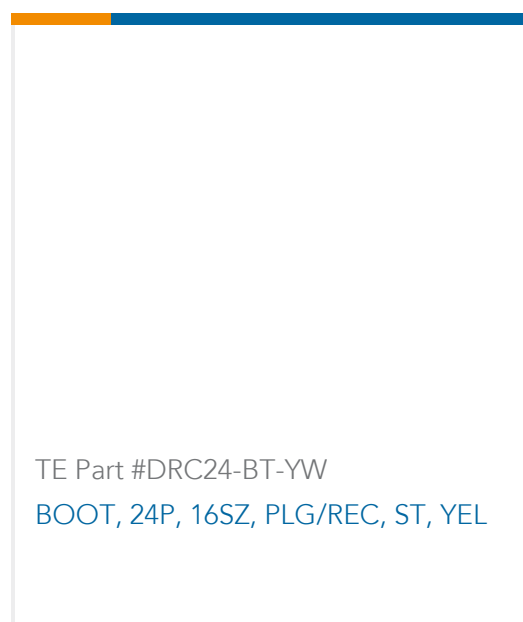 TE Part #DRC24-BT-YW
BOOT, 24P, 16SZ, PLG/REC, ST, YEL